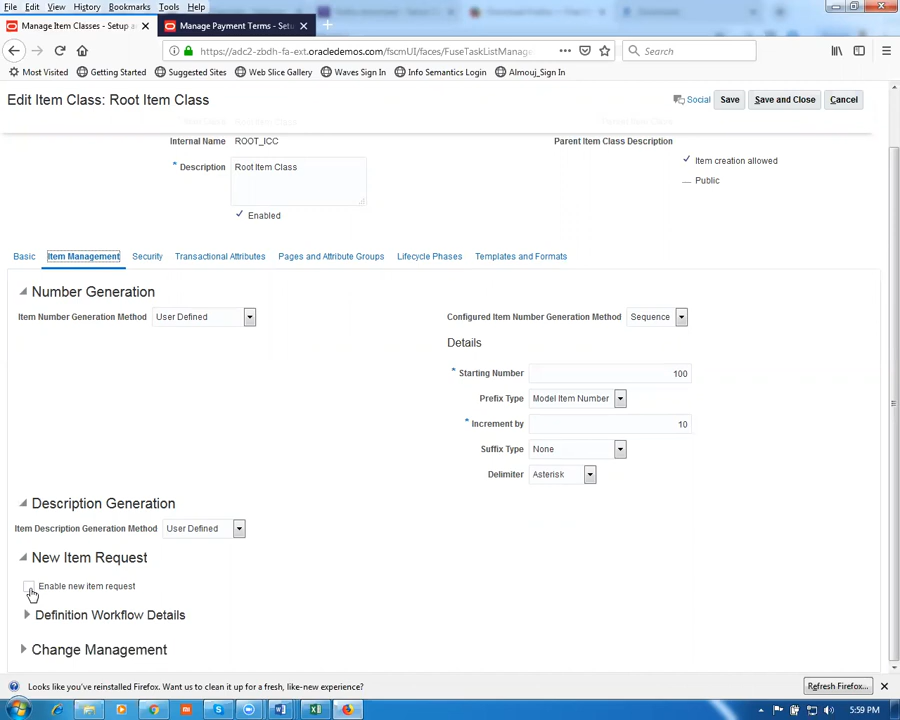 File Edit View History Bookmarks Tools Help
Manage Item Classes - Setup a × Manage Payment Terms - Setu × +
https://adc2-zbdh-fa-ext.oracledemos.com/fscmUI/faces/FuseTaskListManage Search
Most Visited Getting Started Suggested Sites Web Slice Gallery Waves Sign In Info Semantics Login Almouj_Sign In
Edit Item Class: Root Item Class Social Save Save and Close Cancel
Internal Name ROOT_ICC Parent Item Class Description
* Description Root Item Class Item creation allowed
Public
Enabled
Basic Item Management Security Transactional Attributes Pages and Attribute Groups Lifecycle Phases Templates and Formats
Number Generation
Item Number Generation Method User Defined Configured Item Number Generation Method Sequence
Details
* Starting Number 100
Prefix Type Model Item Number
* Increment by 10
Suffix Type None
Delimiter Asterisk
Description Generation
Item Description Generation Method User Defined
New Item Request
Enable new item request
Definition Workflow Details
Change Management
Looks like you've reinstalled Firefox. Want us to clean it up for a fresh, like-new experience? Refresh Firefox...
5:59 PM